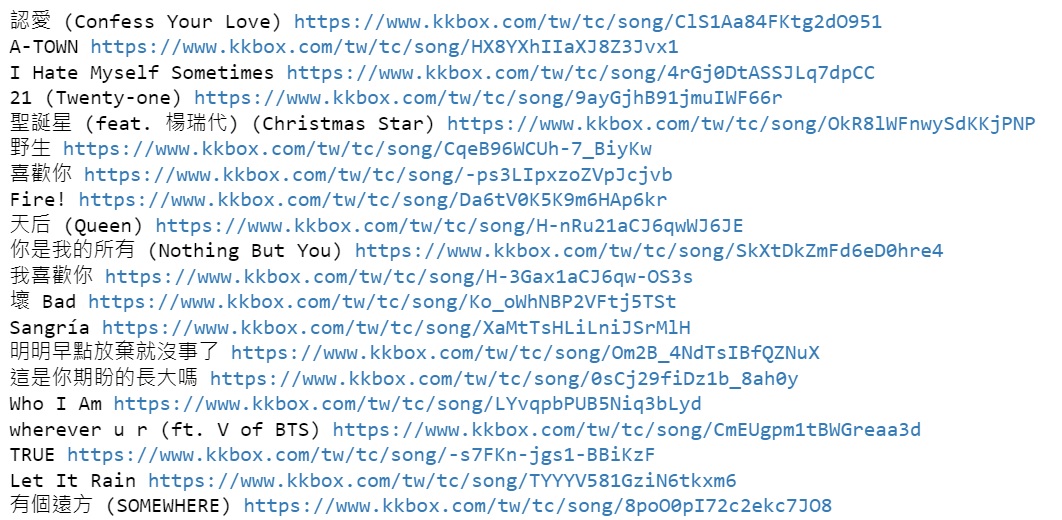 認愛 (Confess Your Love) https://www.kkbox.com/tw/tc/song/ClS1Aa84FKtg2dO951
A-TOWN https://www.kkbox.com/tw/tc/song/HX8YXhIIaXJ8Z3Jvx1
I Hate Myself Sometimes https://www.kkbox.com/tw/tc/song/4rGj0DtASSJLq7dpCC
21 (Twenty-one) https://www.kkbox.com/tw/tc/song/9ayGjhB91jmuIWF66r
聖誕星 (feat. 楊瑞代) (Christmas Star) https://www.kkbox.com/tw/tc/song/OkR8lWFnwySdKKjPNP
野生 https://www.kkbox.com/tw/tc/song/CqeB96WCUh-7_BiyKw
喜歡你 https://www.kkbox.com/tw/tc/song/-ps3LIpxzoZVpJcjvb
Fire! https://www.kkbox.com/tw/tc/song/Da6tV0K5K9m6HAp6kr
天后 (Queen) https://www.kkbox.com/tw/tc/song/H-nRu21aCJ6qwWJ6JE
你是我的所有 (Nothing But You) https://www.kkbox.com/tw/tc/song/SkXtDkZmFd6eD0hre4
我喜歡你 https://www.kkbox.com/tw/tc/song/H-3Gax1aCJ6qw-OS3s
壞 Bad https://www.kkbox.com/tw/tc/song/Ko_oWhNBP2VFtj5TSt
Sangría https://www.kkbox.com/tw/tc/song/XaMtTsHLiLniJSrMlH
明明早點放棄就沒事了 https://www.kkbox.com/tw/tc/song/Om2B_4NdTsIBfQZNuX
這是你期盼的長大嗎 https://www.kkbox.com/tw/tc/song/0sCj29fiDz1b_8ah0y
Who I Am https://www.kkbox.com/tw/tc/song/LYvqpbPUB5Niq3bLyd
wherever u r (ft. V of BTS) https://www.kkbox.com/tw/tc/song/CmEUgpm1tBWGreaa3d
TRUE https://www.kkbox.com/tw/tc/song/-s7FKn-jgs1-BBiKzF
Let It Rain https://www.kkbox.com/tw/tc/song/TYYYV581GziN6tkxm6
有個遠方 (SOMEWHERE) https://www.kkbox.com/tw/tc/song/8poO0pI72c2ekc7JO8